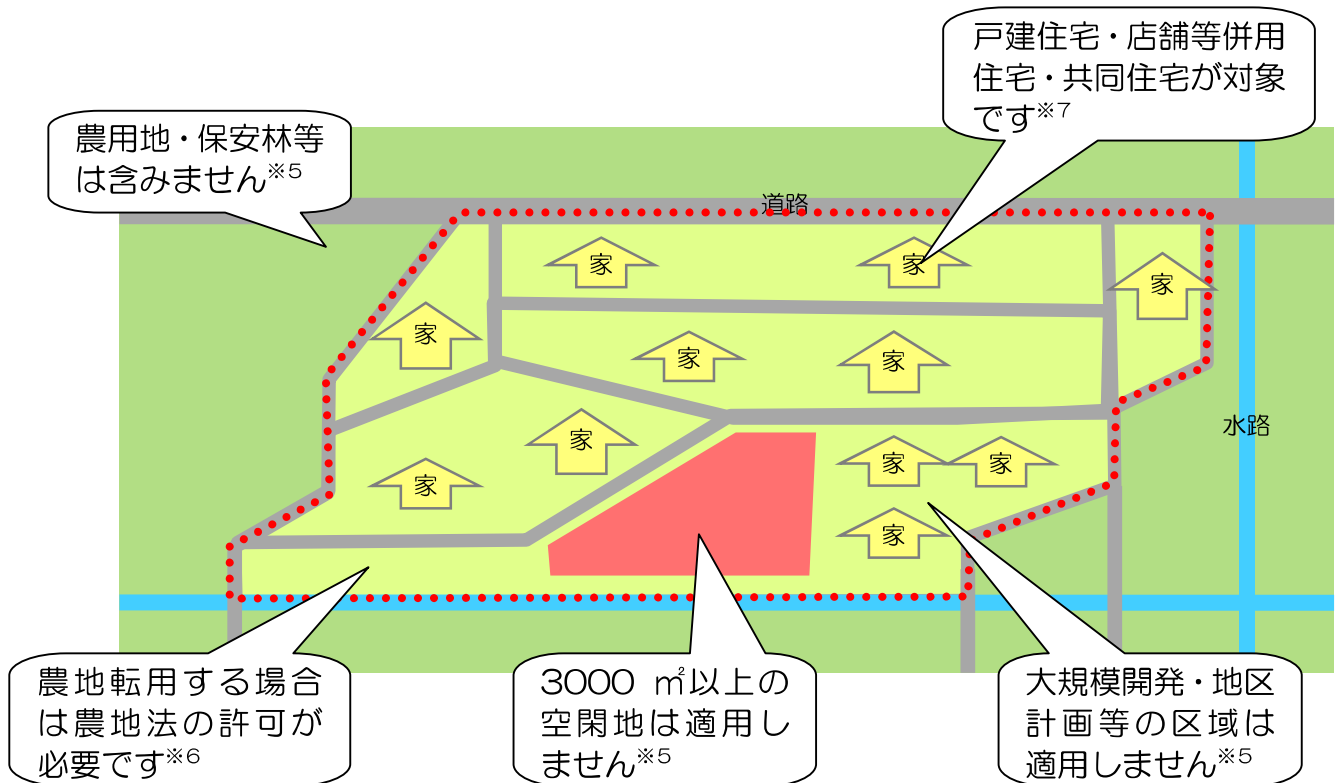 戸建住宅・店舗等併用
住宅・共同住宅が対象
です※7
農用地・保安林等
は含みません※5
道路
家
家
家
家
家
家
家
水路
家
家
家
家
農地転用する場合
は農地法の許可が
必要です※6
3000 ㎡以上の
空閑地は適用し
ません※5
大規模開発・地区
計画等の区域は
適用しません※5